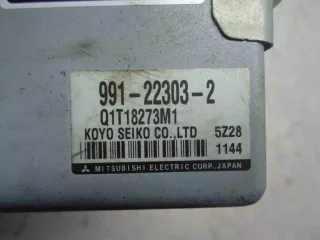 991-22303-2
Q1T18273M1
KOYO SEIKO CO.,LTD 5Z28
1144
MITSUBISHI ELECTRIC CORP.,JAPAN